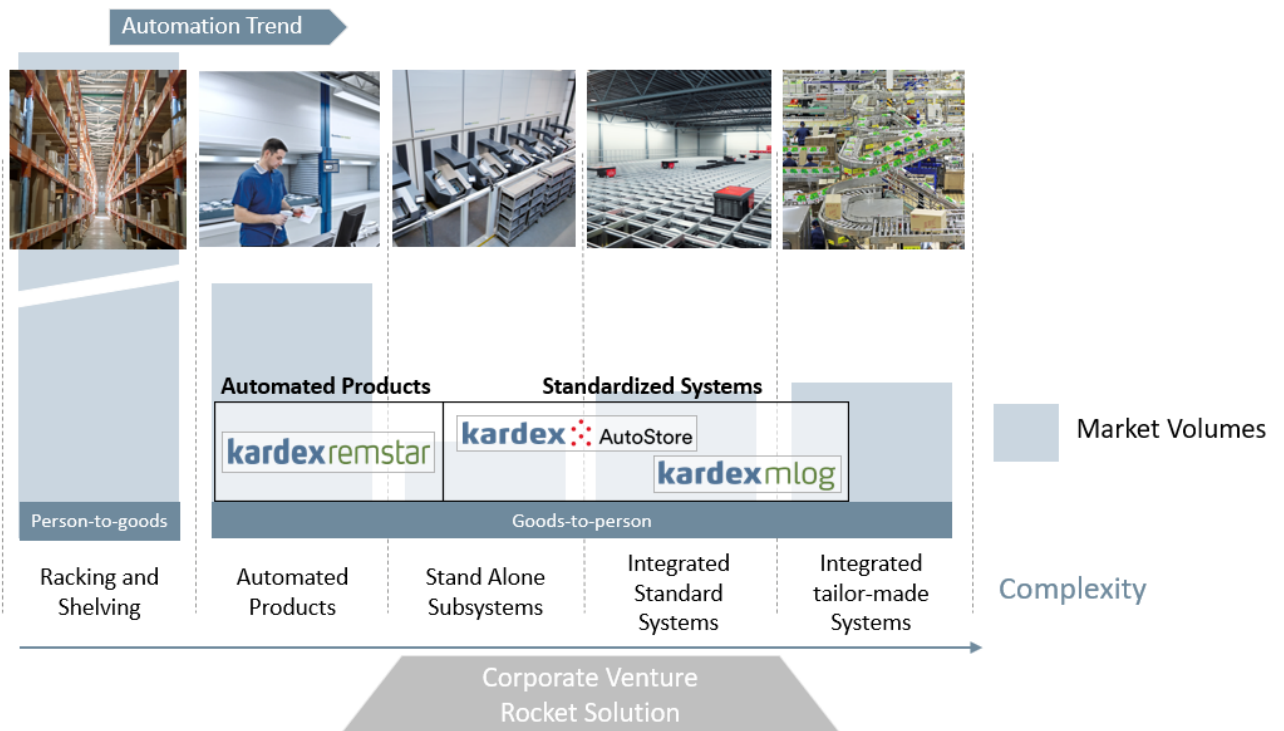 Automation Trend
Automated Products
Standardized Systems
kardexremstar
kardex AutoStore
kardexmlog
Market Volumes
Person-to-goods
Goods-to-person
Racking and
Shelving
Automated
Products
Stand Alone
Subsystems
Integrated
Standard
Systems
Integrated
tailor-made
Systems
Complexity
Corporate Venture
Rocket Solution